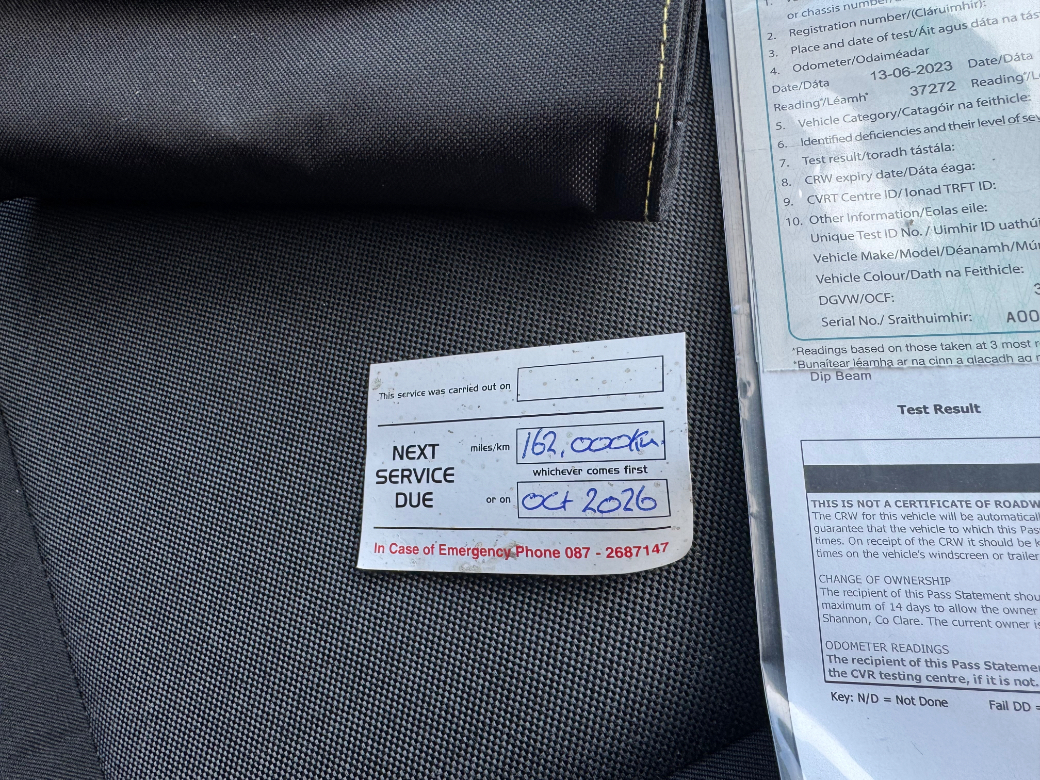 This service was carried out on
NEXT
SERVICE
DUE
miles/km 162,000km
whichever comes first
or on Oct 2026
In Case of Emergency Phone 087 - 2687147
or chassis number/
2. Registration number/(Cláruimhir):
3. Place and date of test/Áit agus dáta na
4. Odometer/Odaiméadar
Date/Dáta 13-06-2023 Date/Dáta
Reading*/Léamh* 37272 Reading*/
5. Vehicle Category/Catagóir na feithicle:
6. Identified deficiencies and their level of
7. Test result/toradh tástála:
8. CRW expiry date/Dáta éaga:
9. CVRT Centre ID/ Ionad TRFT ID:
10. Other Information/Eolas eile:
Unique Test ID No. / Uimhir ID
Vehicle Make/Model/Déanamh/
Vehicle Colour/Dath na Feithicle:
DGVW/OCF:
Serial No./ Sraithuimhir: A00
*Readings based on those taken at 3 most
*Bunaítear léamha ar na cinn a glacadh
Dip Beam
Test Result
THIS IS NOT A CERTIFICATE OF
The CRW for this vehicle will be
guarantee that the vehicle to which this
times. On receipt of the CRW it should be
times on the vehicle's windscreen or trailer
CHANGE OF OWNERSHIP
The recipient of this Pass Statement
maximum of 14 days to allow the owner
Shannon, Co Clare. The current owner
ODOMETER READINGS
The recipient of this Pass
the CVR testing centre, if it is not.
Key: N/D = Not Done Fail DD =